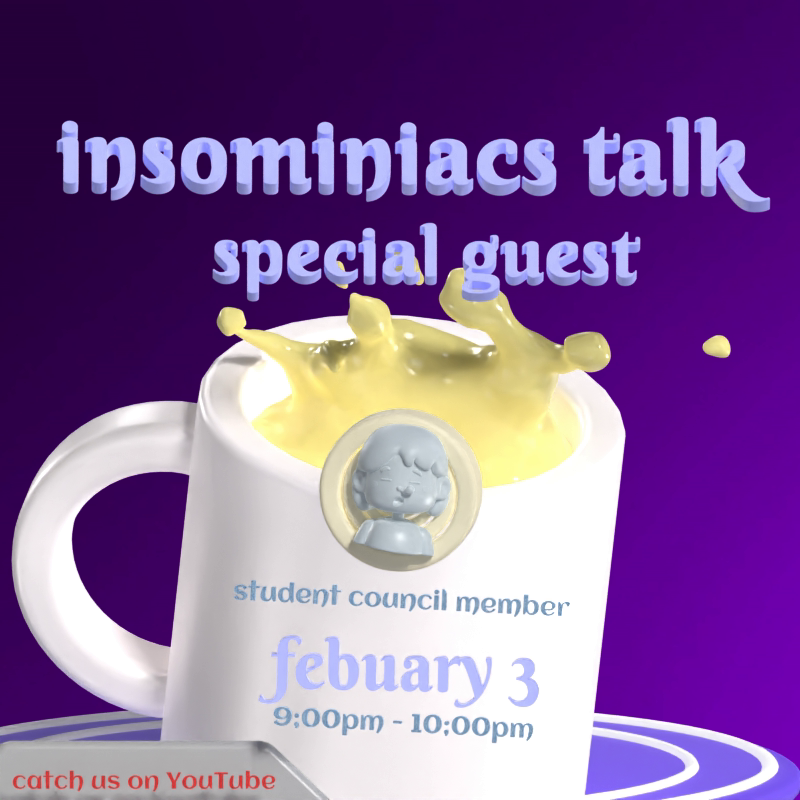 insominiacs talk
special guest
student council member
febuary 3
9:00pm - 10:00pm
catch us on YouTube